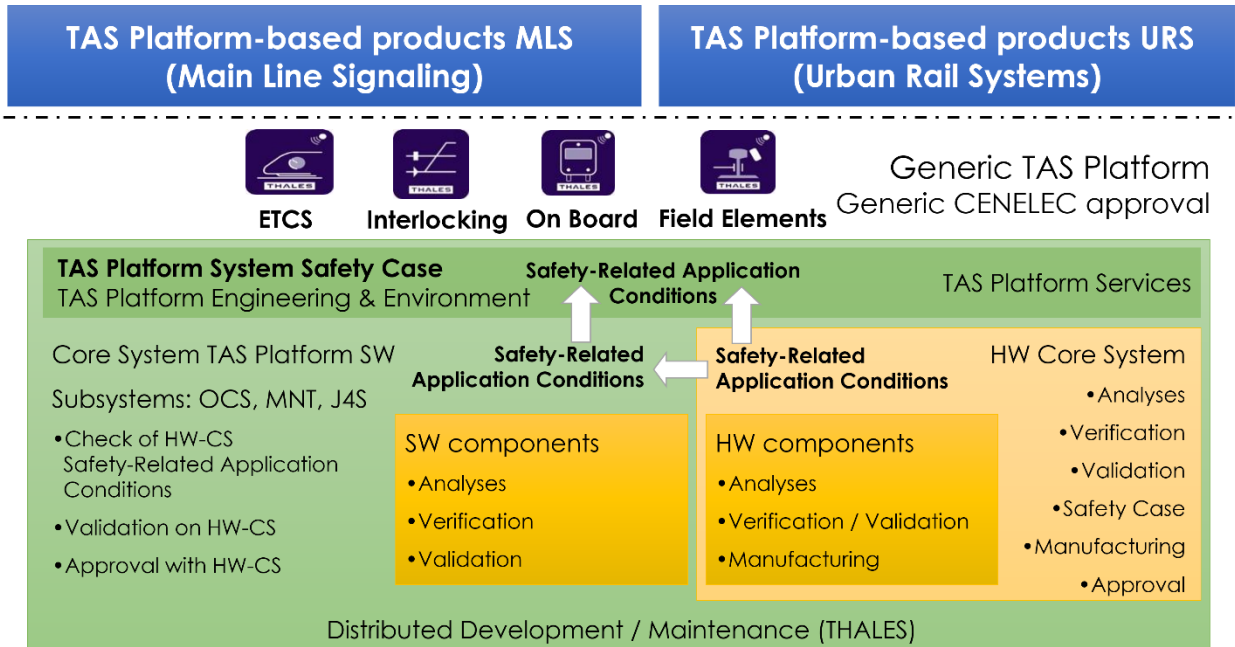 TAS Platform-based products MLS
(Main Line Signaling)
TAS Platform-based products URS
(Urban Rail Systems)
THALES
THALES
THALES
THALES
ETCS
Interlocking
On Board
Field Elements
Generic TAS Platform
Generic CENELEC approval
TAS Platform System Safety Case
TAS Platform Engineering & Environment
Safety-Related Application
Conditions
TAS Platform Services
Core System TAS Platform SW
Subsystems: OCS, MNT, J4S
•Check of HW-CS
Safety-Related Application
Conditions
•Validation on HW-CS
•Approval with HW-CS
Safety-Related
Application Conditions
SW components
•Analyses
•Verification
•Validation
Safety-Related
Application Conditions
HW components
•Analyses
•Verification / Validation
•Manufacturing
HW Core System
•Analyses
•Verification
•Validation
•Safety Case
•Manufacturing
•Approval
Distributed Development / Maintenance (THALES)